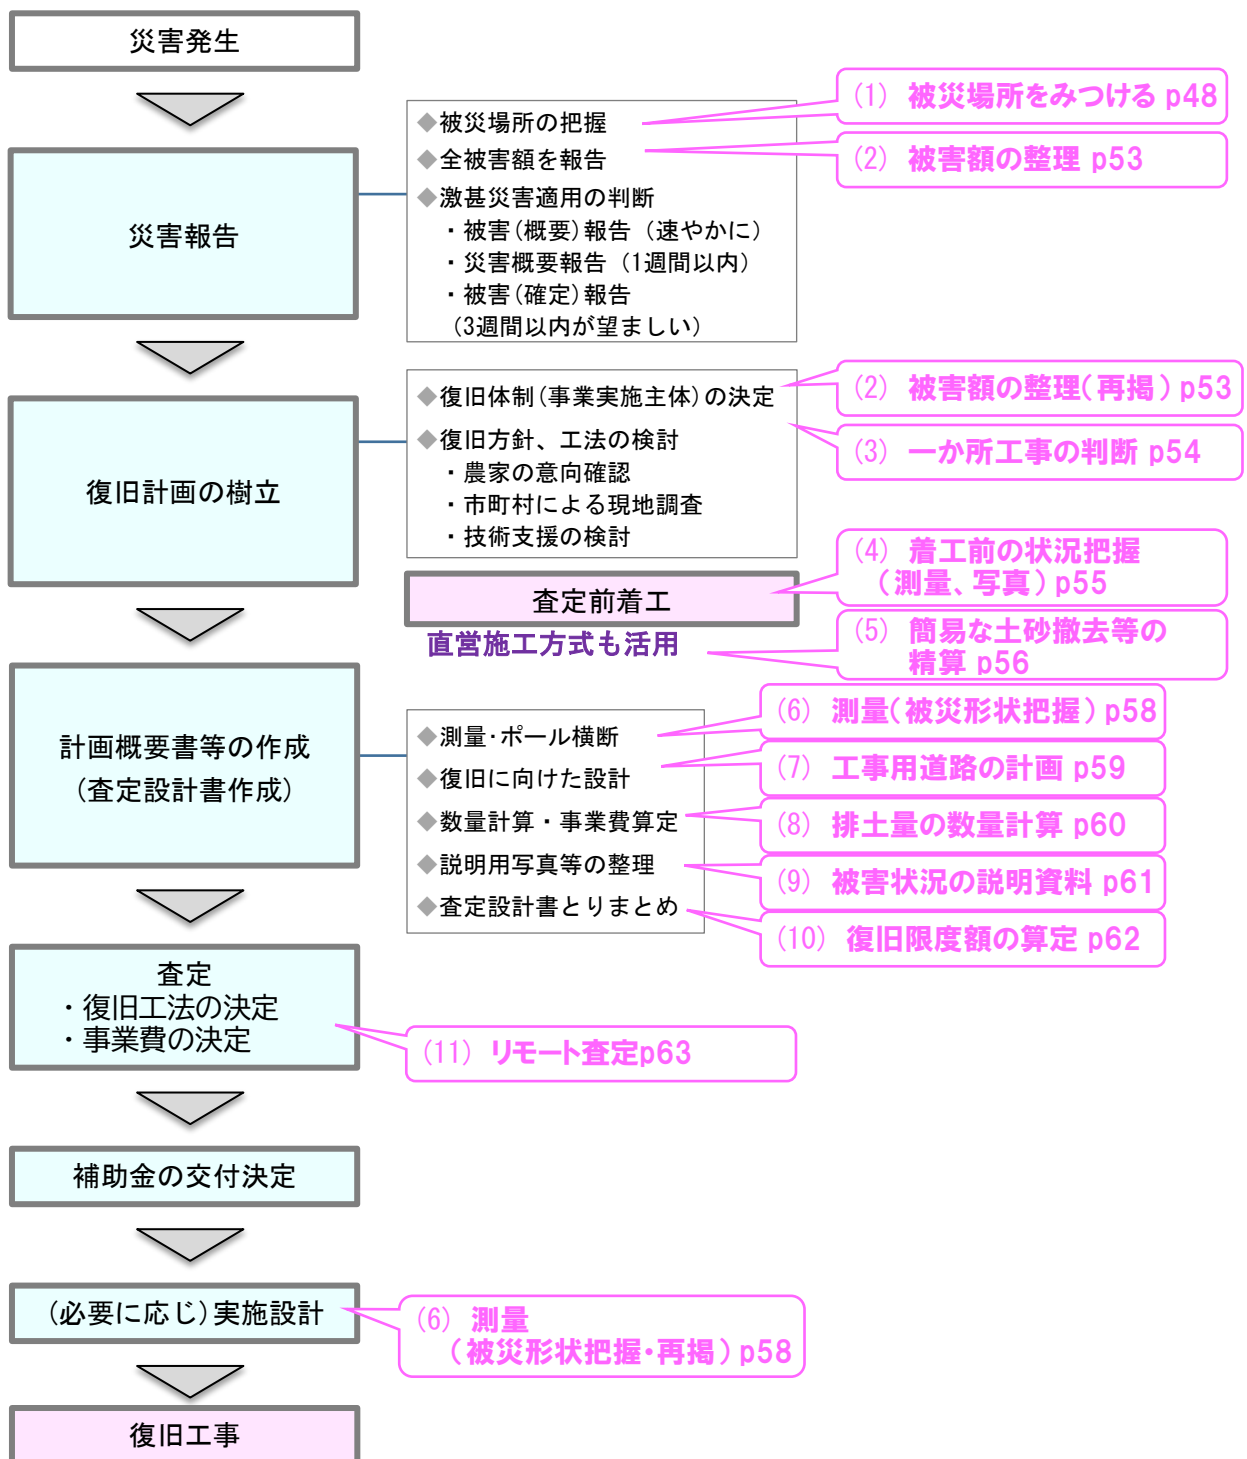 災害発生
災害報告
◆被災場所の把握
◆全被害額を報告
◆激甚災害適用の判断
・被害(概要)報告（速やかに）
・災害概要報告（1週間以内）
・被害(確定)報告
（3週間以内が望ましい）
(1) 被災場所をみつける p48
(2) 被害額の整理 p53
復旧計画の樹立
◆復旧体制(事業実施主体)の決定
◆復旧方針、工法の検討
・農家の意向確認
・市町村による現地調査
・技術支援の検討
(2) 被害額の整理(再掲) p53
(3) 一か所工事の判断 p54
査定前着工
直営施工方式も活用
(4) 着工前の状況把握
(測量、写真) p55
(5) 簡易な土砂撤去等の
精算 p56
計画概要書等の作成
(査定設計書作成)
◆測量･ポール横断
◆復旧に向けた設計
◆数量計算・事業費算定
◆説明用写真等の整理
◆査定設計書とりまとめ
(6) 測量(被災形状把握) p58
(7) 工事用道路の計画 p59
(8) 排土量の数量計算 p60
(9) 被害状況の説明資料 p61
(10) 復旧限度額の算定 p62
査定
・復旧工法の決定
・事業費の決定
(11) リモート査定p63
補助金の交付決定
(必要に応じ)実施設計
(6) 測量
(被災形状把握･再掲) p58
復旧工事